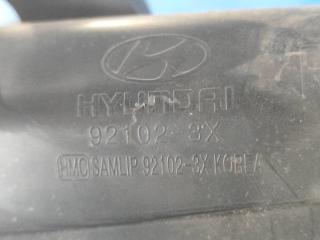 HYUNDAI
92102-3X
HMC SAMLIP 92102-3X KOREA